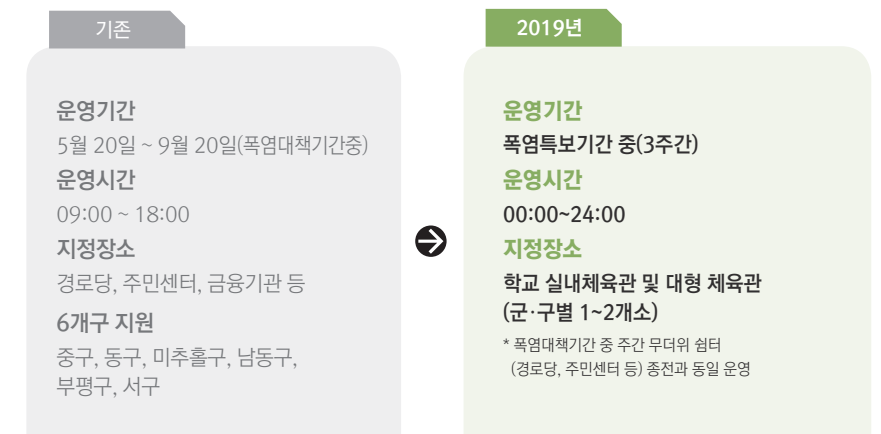 기존
운영기간
5월 20일 ~ 9월 20일(폭염대책기간중)
운영시간
09:00 ~ 18:00
지정장소
경로당, 주민센터, 금융기관 등
6개구 지원
중구, 동구, 미추홀구, 남동구,
부평구, 서구
2019년
운영기간
폭염특보기간 중(3주간)
운영시간
00:00~24:00
지정장소
학교 실내체육관 및 대형 체육관
(군·구별 1~2개소)
* 폭염대책기간 중 주간 무더위 쉼터
(경로당, 주민센터 등) 종전과 동일 운영